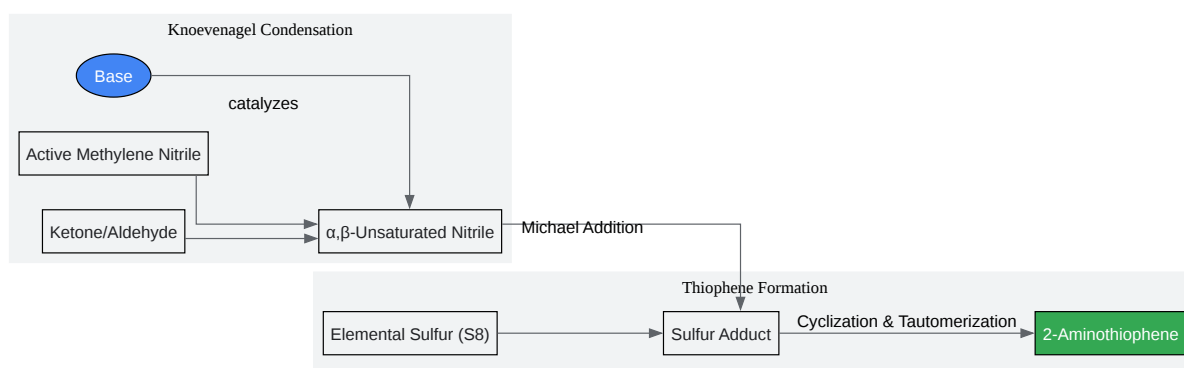 Knoevenagel Condensation
Base
catalyzes
Active Methylene Nitrile
Ketone/Aldehyde
α,β-Unsaturated Nitrile
Michael Addition
Thiophene Formation
Elemental Sulfur (S8)
Sulfur Adduct
Cyclization & Tautomerization
2-Aminothiophene